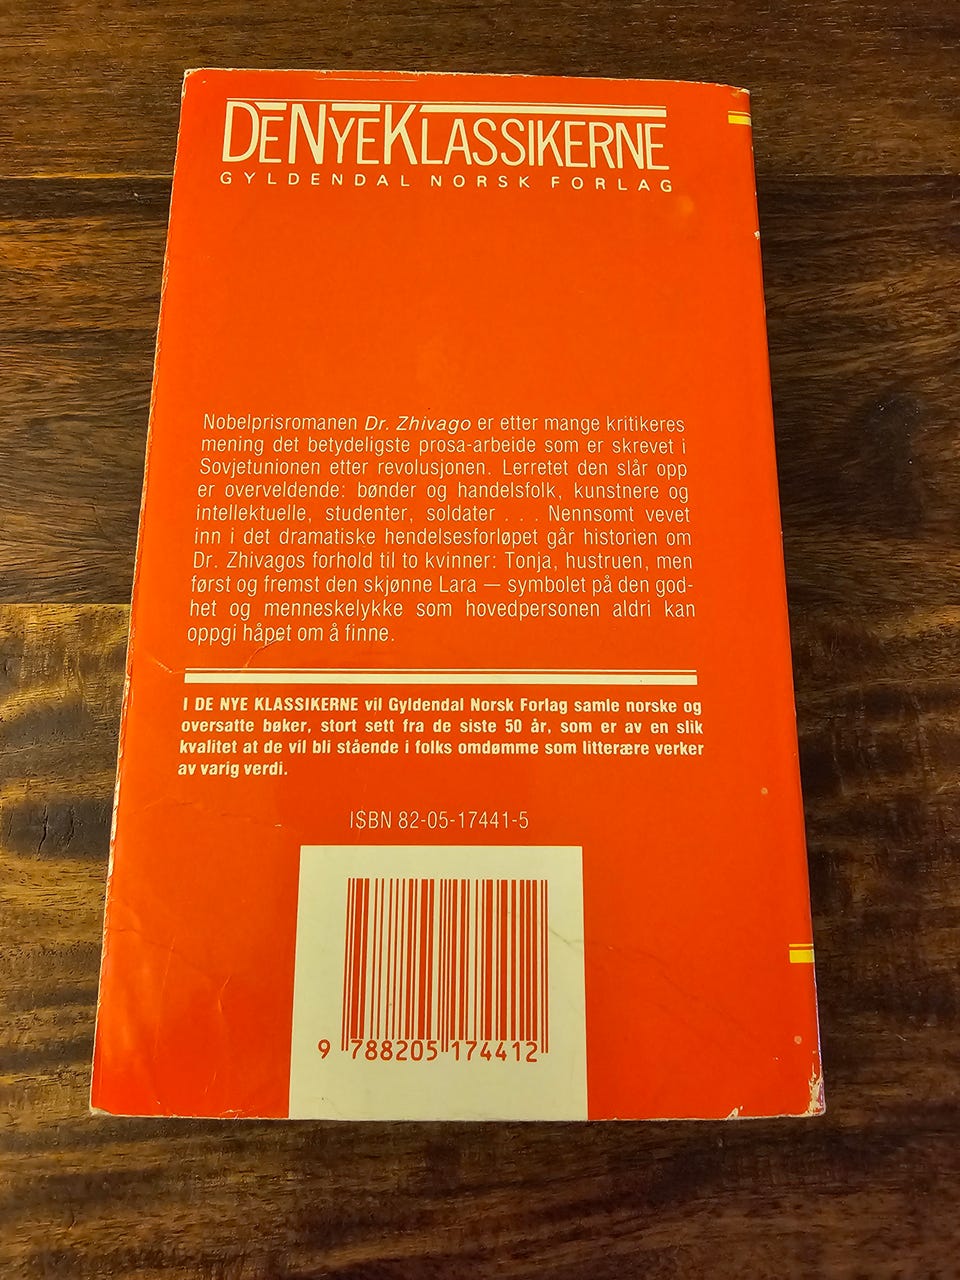 DE NYE KLASSIKERNE
GYLDENDAL NORSK FORLAG
Nobelprisromanen Dr. Zhivago er etter mange kritikeres
mening det betydeligste prosa-arbeide som er skrevet i
Sovjetunionen etter revolusjonen. Lerretet den slår opp
er overveldende: bønder og handelsfolk, kunstnere og
intellektuelle, studenter, soldater . . . Nennsomt vevet
inn i det dramatiske hendelsesforløpet går historien om
Dr. Zhivagos forhold til to kvinner: Tonja, hustruen, men
først og fremst den skjønne Lara — symbolet på den god-
het og menneskelykke som hovedpersonen aldri kan
oppgi håpet om å finne.
I DE NYE KLASSIKERNE vil Gyldendal Norsk Forlag samle norske og
oversatte bøker, stort sett fra de siste 50 år, som er av en slik
kvalitet at de vil bli stående i folks omdømme som litterære verker
av varig verdi.
ISBN 82-05-17441-5
9 788205 174412